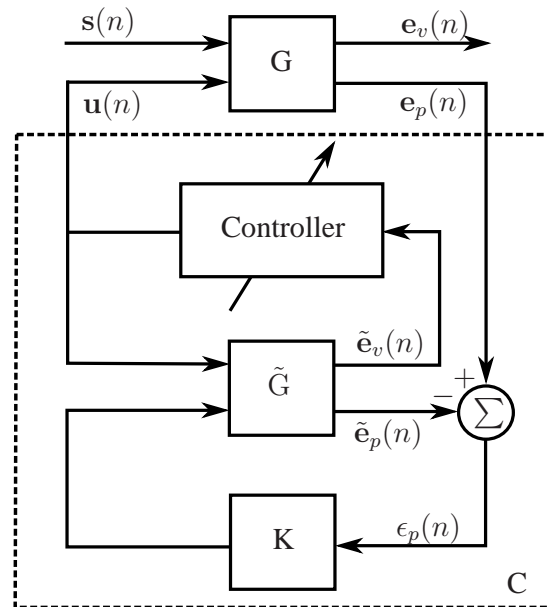 s(n)
e_v(n)
G
u(n)
e_p(n)
Controller
ẽ_v(n)
G̃
+
−
∑
ẽ_p(n)
K
ϵ_p(n)
C